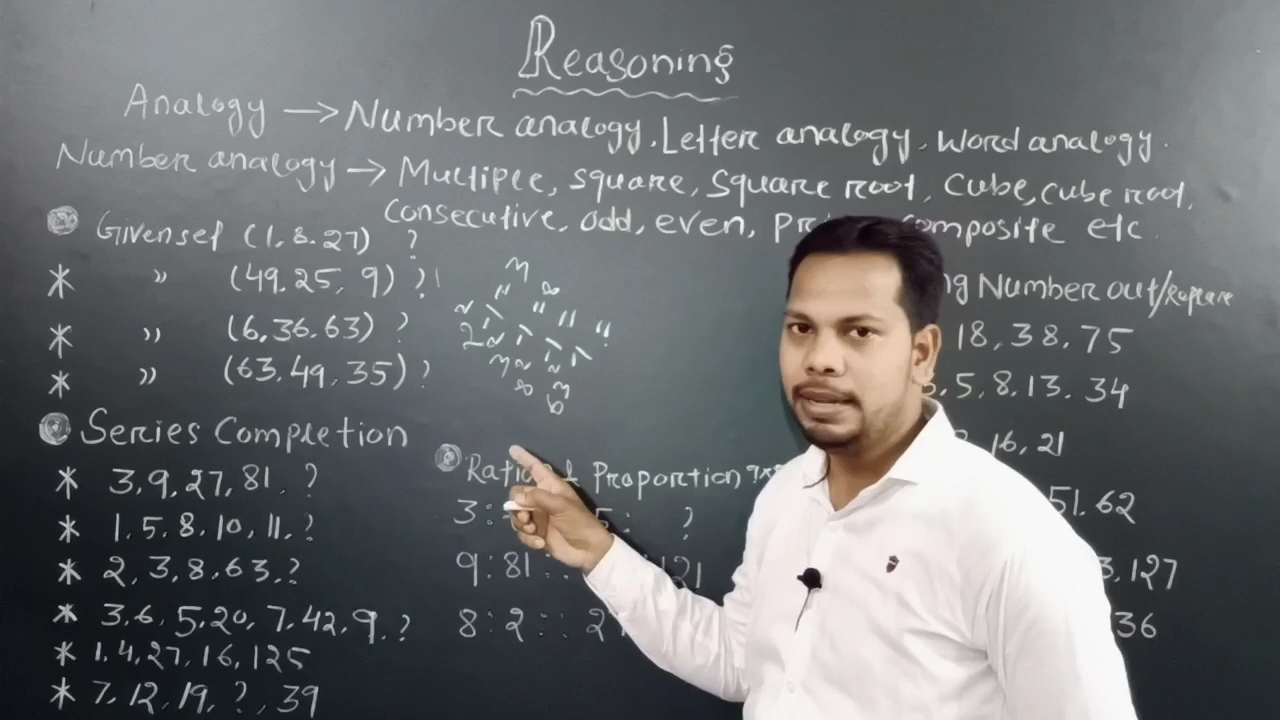 Reasoning
Analogy → Number analogy, Letter analogy, Word analogy.
Number analogy → Multiple, square, Square root, Cube, cube root,
Consecutive, odd, even, composite etc.
Given set (1, 8, 27) ?
* " (49, 25, 9) ?
* " (6, 36, 63) ?
* " (63, 49, 35) ?
Series Completion
* 3, 9, 27, 81, ?
* 1, 5, 8, 10, 11, ?
* 2, 3, 8, 63, ?
* 3, 6, 5, 20, 7, 42, 9, ?
* 1, 4, 27, 16, 125
* 7, 12, 19, ?, 39
Proportion
3: 5: ?
9:81:: :121
8:2::
Number out/
18, 38, 75
5, 8, 13, 34
16, 21
51, 62
127
36